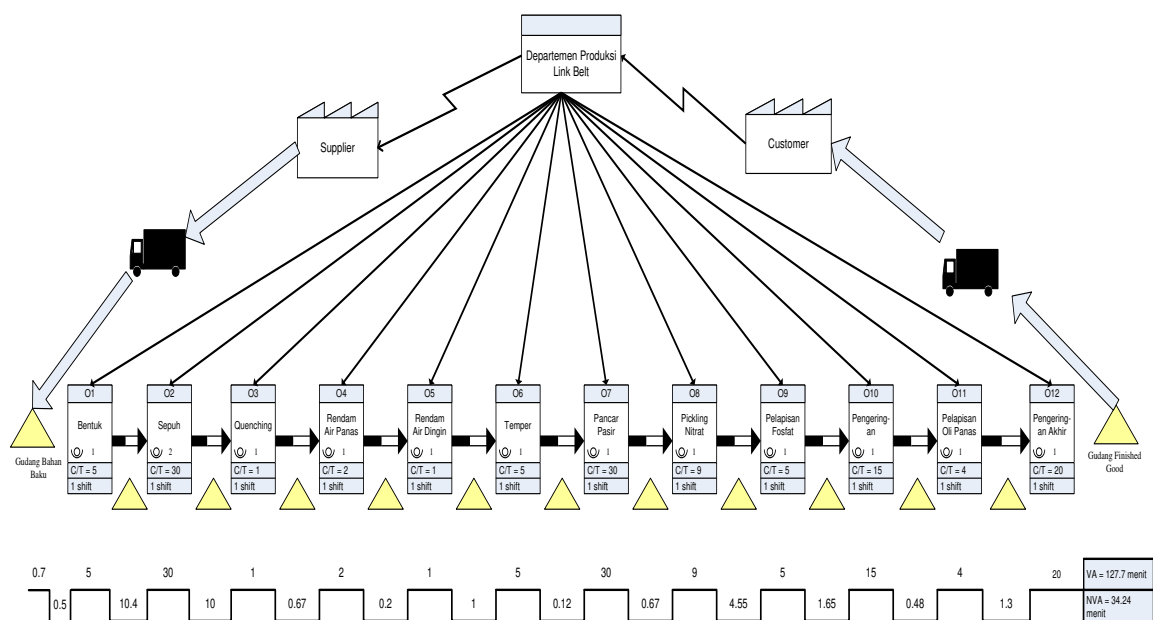 Departemen Produksi
Link Belt
Supplier
Customer
O1
O2
O3
O4
O5
O6
O7
O8
O9
O10
O11
O12
Bentuk
Sepuh
Quenching
Rendam
Air Panas
Rendam
Air Dingin
Temper
Pancar
Pasir
Pickling
Nitrat
Pelapisan
Fosfat
Pengering-
an
Pelapisan
Oli Panas
Pengering-
an Akhir
1
2
1
1
1
1
1
1
1
1
1
1
C/T = 5
C/T = 30
C/T = 1
C/T = 2
C/T = 1
C/T = 5
C/T = 30
C/T = 9
C/T = 5
C/T = 15
C/T = 4
C/T = 20
1 shift
1 shift
1 shift
1 shift
1 shift
1 shift
1 shift
1 shift
1 shift
1 shift
1 shift
1 shift
Gudang Bahan
Baku
Gudang Finished
Good
0.7 5 30 1 2 1 5 30 9 5 15 4 20
VA = 127.7 menit
0.5 10.4 10 0.67 0.2 1 0.12 0.67 4.55 1.65 0.48 1.3
NVA = 34.24
menit